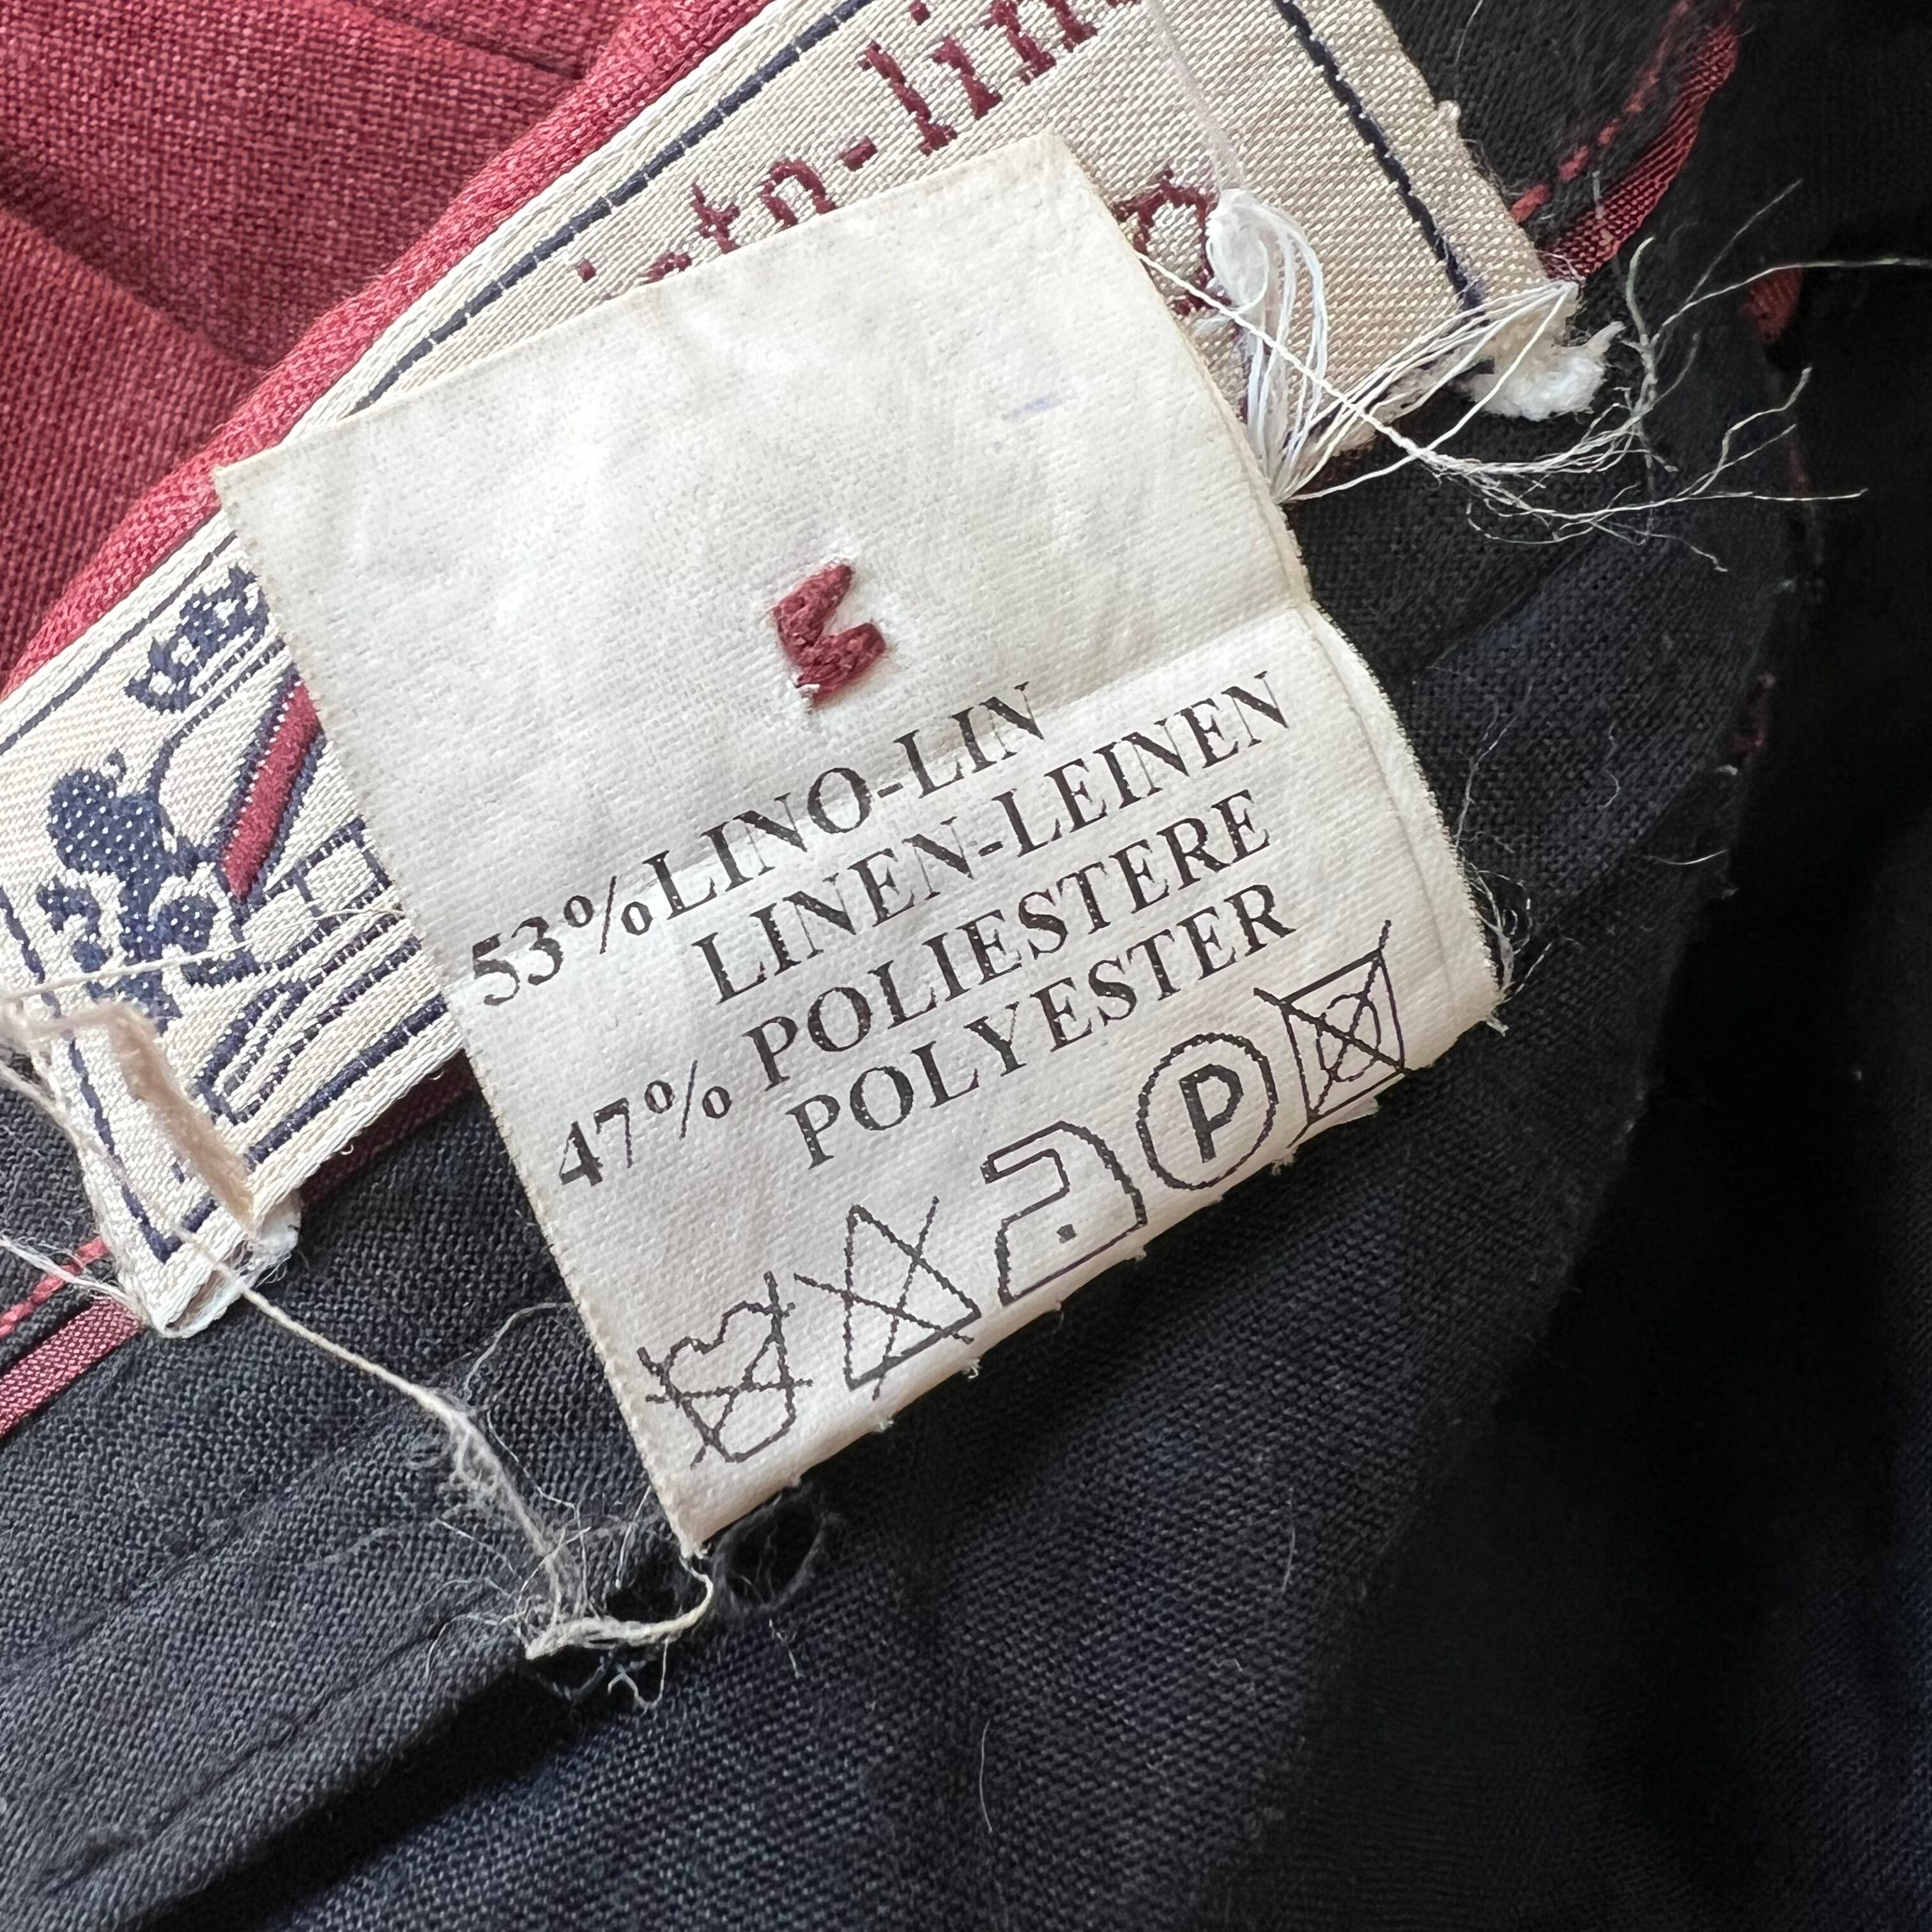 53% LINO-LIN
LINEN-LEINEN
47% POLIESTERE
POLYESTER
P